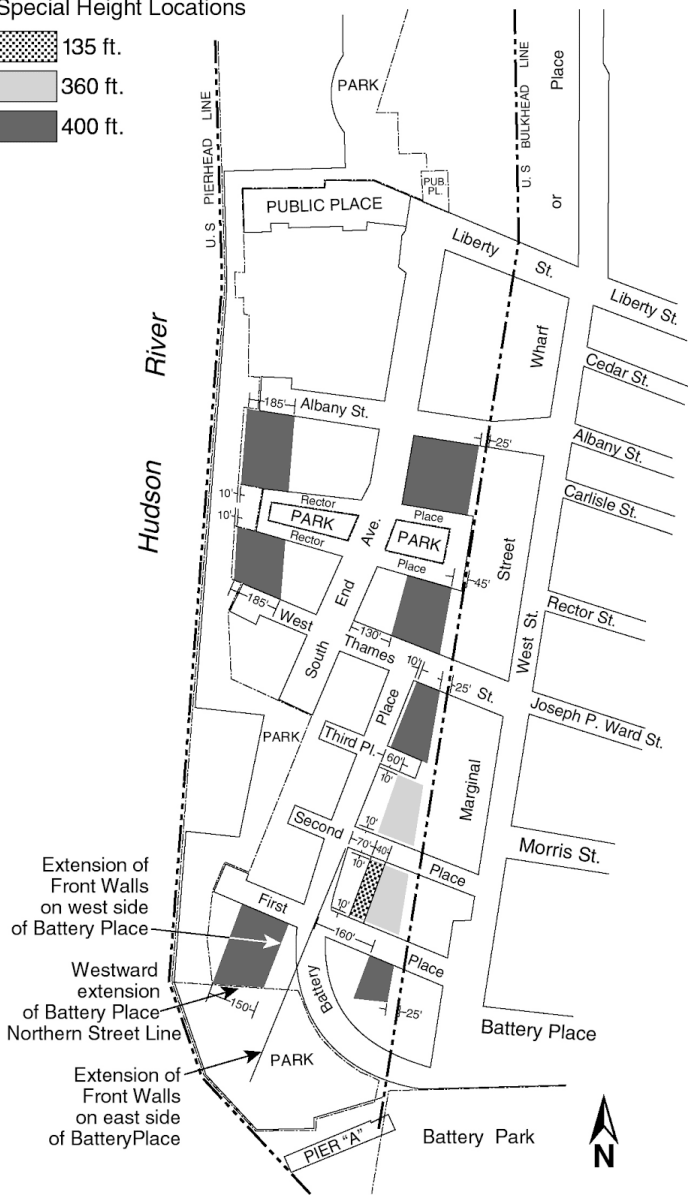 Special Height Locations
135 ft.
360 ft.
400 ft.
U.S PIERHEAD LINE
PARK
U.S BULKHEAD LINE
Place
or
PUB.
PL.
PUBLIC PLACE
Liberty
St.
Liberty St.
River
Wharf
Cedar St.
185'
Albany St.
25'
Albany St.
Hudson
10'
Rector
Place
Carlisle St.
PARK
Ave.
PARK
10'
Rector
Place
Street
45'
End
185'
West
130'
Thames
Rector St.
South
West St.
10'
25'
St.
Place
Joseph P. Ward St.
PARK
Third Pl.
60'
10'
Marginal
Second
10'
70'
40'
Place
Morris St.
10'
Extension of
Front Walls
on west side
of Battery Place
First
10'
160'
Place
Westward
extension
of Battery Place
Northern Street Line
Battery
150'
25'
Battery Place
PARK
Extension of
Front Walls
on east side
of BatteryPlace
PIER "A"
Battery Park
N